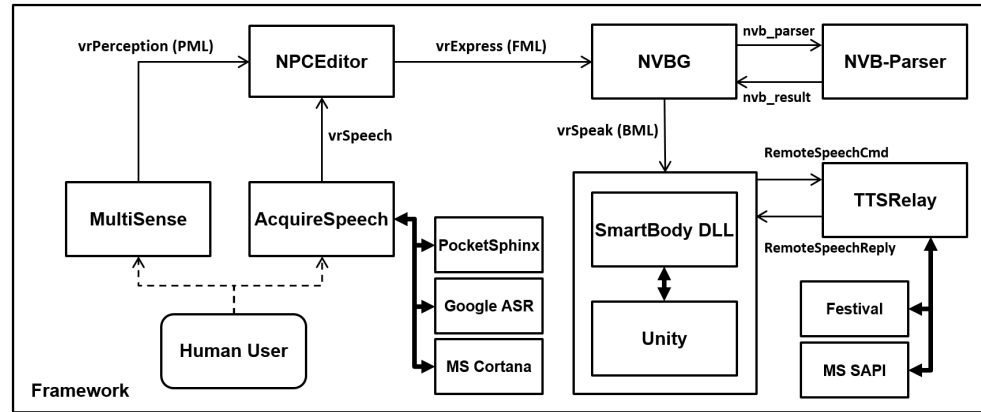 vrPerception (PML)
NPCEditor
vrExpress (FML)
NVBG
nvb_parser
NVB-Parser
nvb_result
vrSpeech
vrSpeak (BML)
RemoteSpeechCmd
MultiSense
AcquireSpeech
SmartBody DLL
TTSRelay
PocketSphinx
RemoteSpeechReply
Google ASR
Festival
Human User
Unity
MS Cortana
MS SAPI
Framework